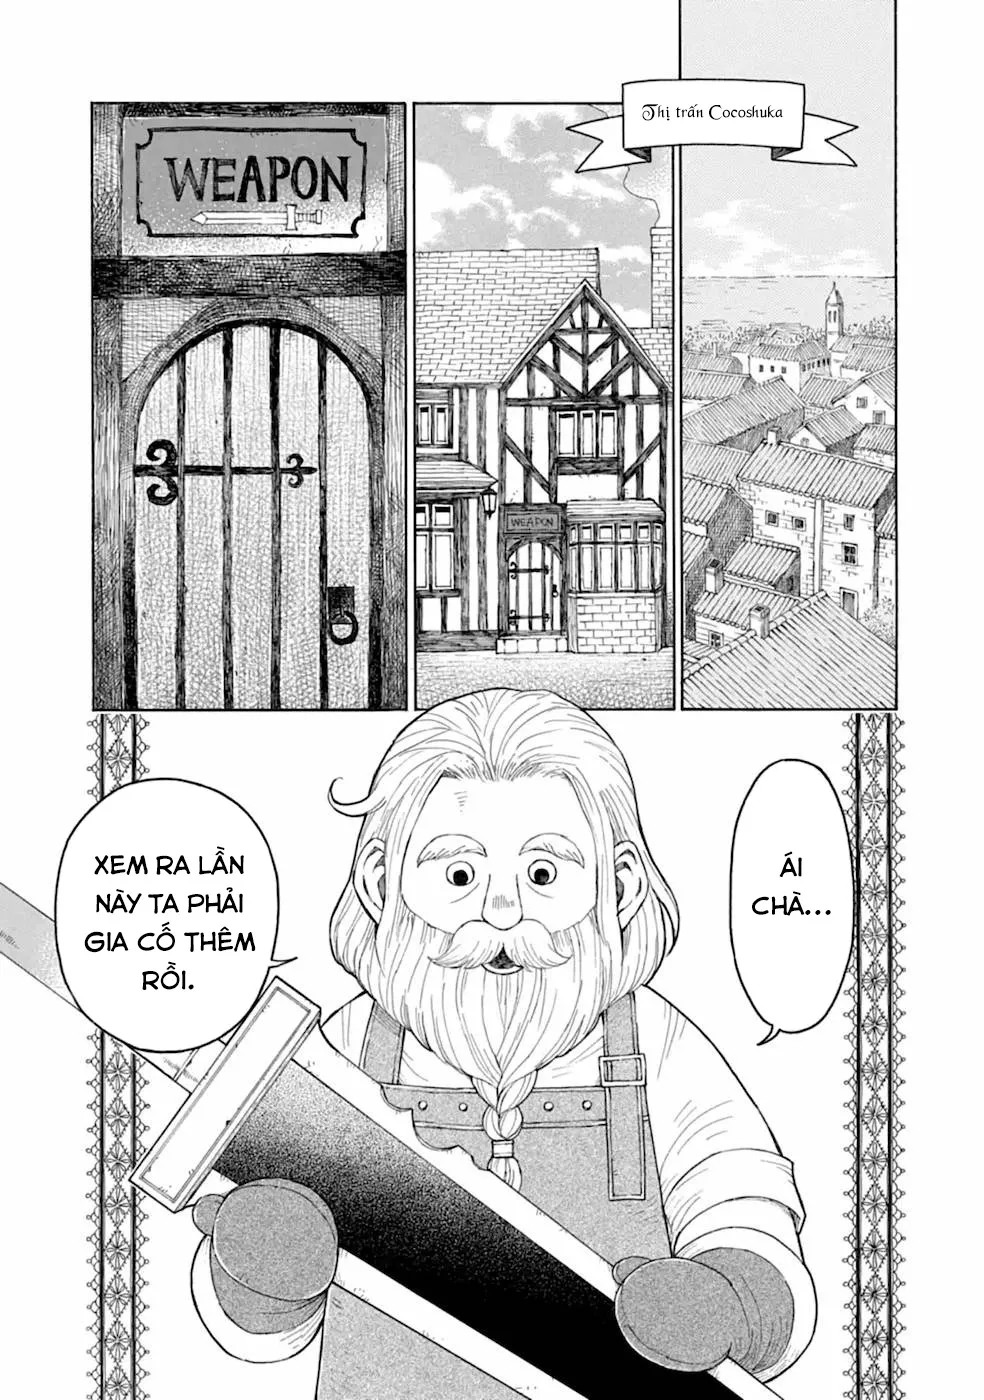 Thị trấn Cocoshuka
WEAPON
WEAPON
ÁI
CHÀ...
XEM RA LẦN
NÀY TA PHẢI
GIA CỐ THÊM
RỒI.